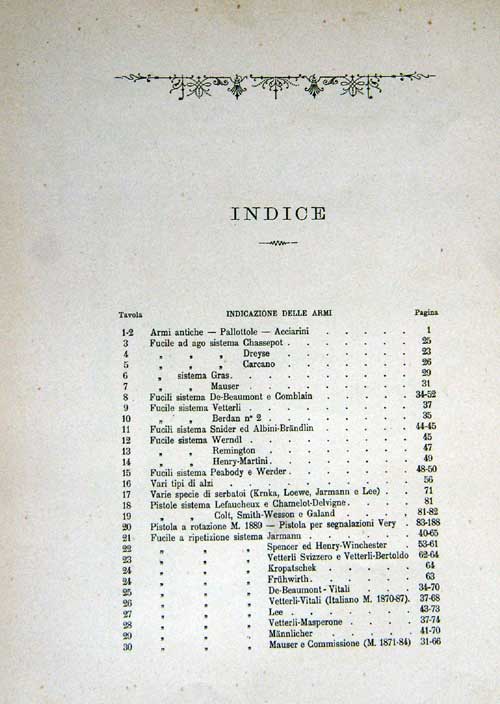 INDICE
Tavola INDICAZIONE DELLE ARMI Pagina
1-2 Armi antiche — Pallottole — Acciarini . . . . . 1
3 Fucile ad ago sistema Chassepot . . . . . . 25
4 „ „ „ Dreyse . . . . . . . 23
5 „ „ „ Carcano . . . . . . . 26
6 „ sistema Gras . . . . . . . . . 29
7 „ „ Mauser . . . . . . . . 31
8 Fucili sistema De-Beaumont e Comblain . . . . . 34-52
9 Fucile sistema Vetterli . . . . . . . . 37
10 „ „ Berdan n° 2 . . . . . . . 35
11 Fucili sistema Snider ed Albini-Brändlin . . . . . 44-45
12 Fucile sistema Werndl . . . . . . . . 45
13 „ „ Remington . . . . . . . 47
14 „ „ Henry-Martini . . . . . . . 49
15 Fucili sistema Peabody e Werder . . . . . . 48-50
16 Vari tipi di alzi . . . . . . . . . 56
17 Varie specie di serbatoi (Krnka, Loewe, Jarmann e Lee) . . . 71
18 Pistole sistema Lefaucheux e Chamelot-Delvigne . . . . 81
19 „ „ Colt, Smith-Wesson e Galand . . . . 81-82
20 Pistola a rotazione M. 1889 — Pistola per segnalazioni Very . . 83-188
21 Fucile a ripetizione sistema Jarmann . . . . . 40-65
22 „ „ „ Spencer ed Henry-Winchester . . 53-61
23 „ „ „ Vetterli Svizzero e Vetterli-Bertoldo 62-64
24 „ „ „ Kropatschek . . . . . 64
24 „ „ „ Frühwirth . . . . . 63
25 „ „ „ De-Beaumont-Vitali . . . . 34-70
26 „ „ „ Vetterli-Vitali (Italiano M. 1870-87) . 37-68
27 „ „ „ Lee . . . . . . 43-73
28 „ „ „ Vetterli-Masperone . . . . 37-74
29 „ „ „ Männlicher . . . . . 41-70
30 „ „ „ Mauser e Commissione (M. 1871-84) 31-66